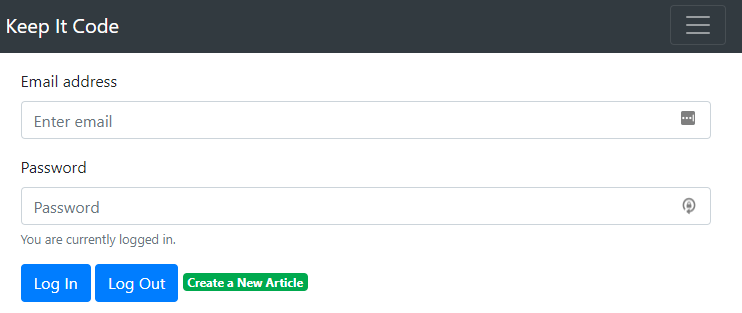 Keep It Code
Email address
Enter email
Password
Password
You are currently logged in.
Log In Log Out Create a New Article